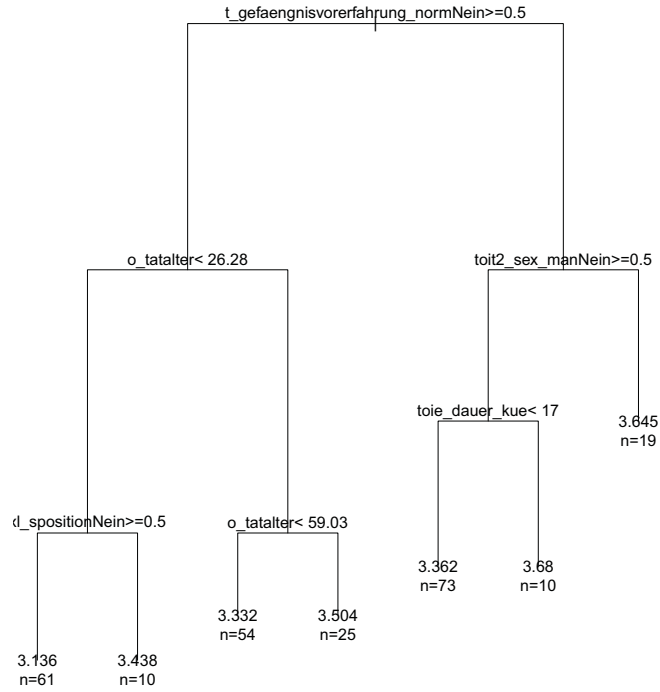 t_gefaengnisvorerfahrung_normNein>=0.5
o_tatalter< 26.28
toit2_sex_manNein>=0.5
toie_dauer_kue< 17
3.645
n=19
l_spositionNein>=0.5
o_tatalter< 59.03
3.362
n=73
3.68
n=10
3.332
n=54
3.504
n=25
3.136
n=61
3.438
n=10